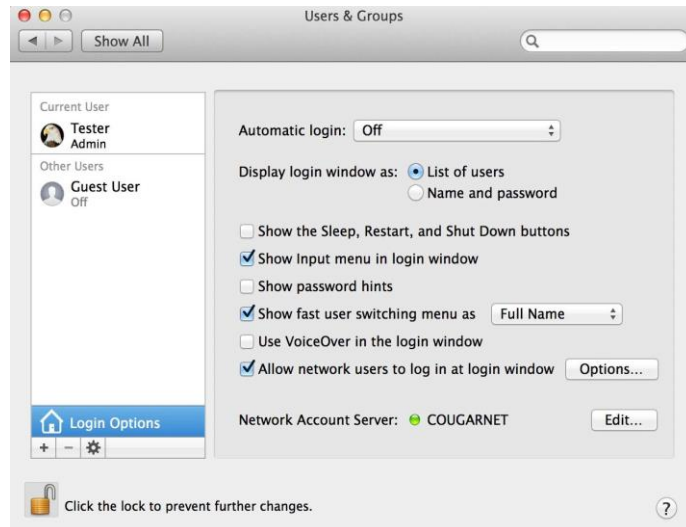 Users & Groups
Show All
Current User
Tester
Admin
Other Users
Guest User
Off
Login Options
Automatic login: Off
Display login window as: List of users
Name and password
Show the Sleep, Restart, and Shut Down buttons
Show Input menu in login window
Show password hints
Show fast user switching menu as Full Name
Use VoiceOver in the login window
Allow network users to log in at login window Options...
Network Account Server: COUGARNET Edit...
Click the lock to prevent further changes.
?